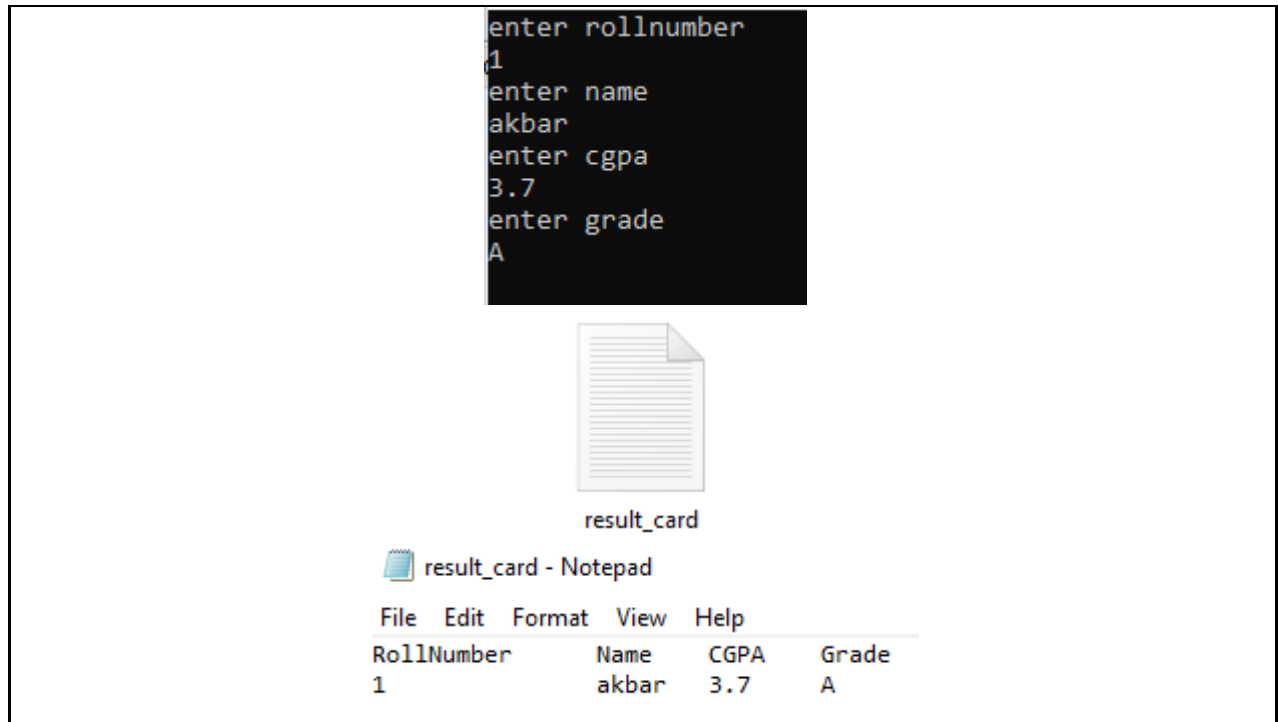 enter rollnumber
1
enter name
akbar
enter cgpa
3.7
enter grade
A
result_card
result_card - Notepad
File Edit Format View Help
RollNumber Name CGPA Grade
1 akbar 3.7 A